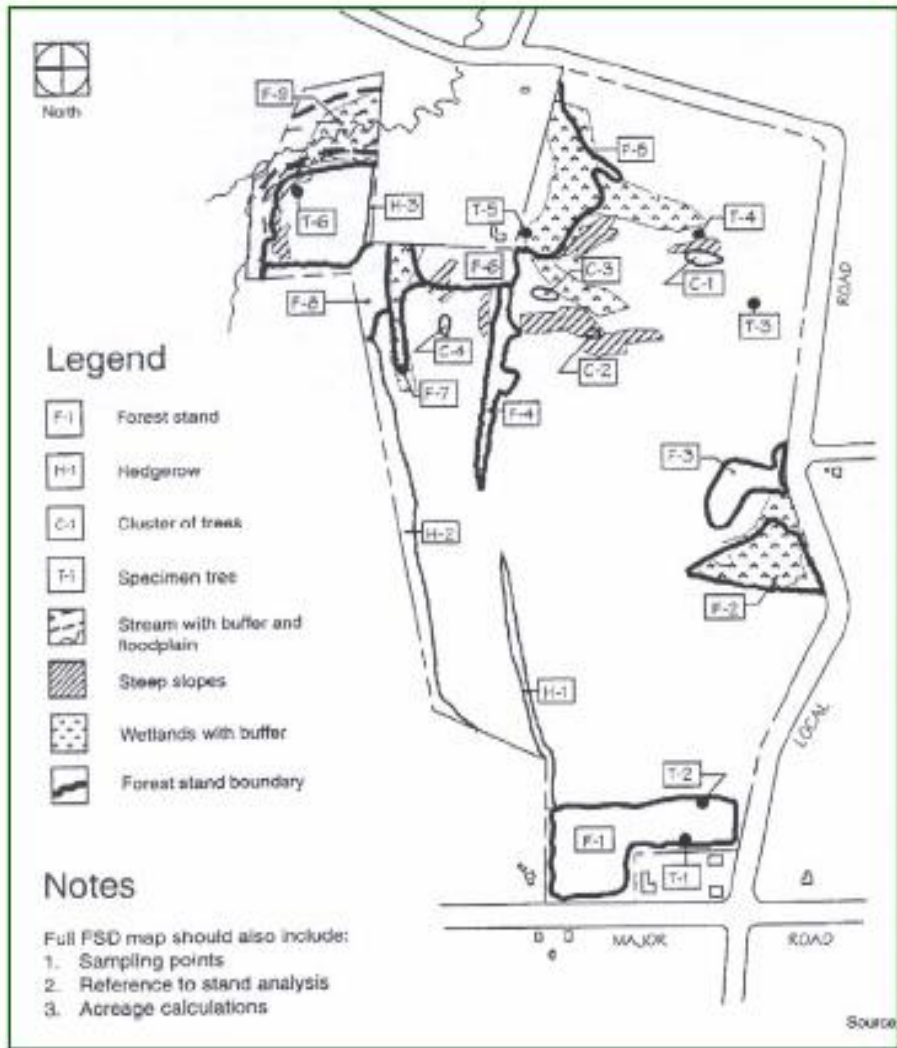 North
F-9
F-5
T-6
H-3
T-5
T-4
F-6
C-3
C-1
F-8
T-3
ROAD
C-4
C-2
F-7
F-4
F-3
H-2
F-2
H-1
LOCAL
T-2
F-1
T-1
MAJOR
ROAD
Legend
F-1 Forest stand
H-1 Hedgerow
C-1 Cluster of trees
T-1 Specimen tree
Stream with buffer and
floodplain
Steep slopes
Wetlands with buffer
Forest stand boundary
Notes
Full FSD map should also include:
1. Sampling points
2. Reference to stand analysis
3. Acreage calculations
Source